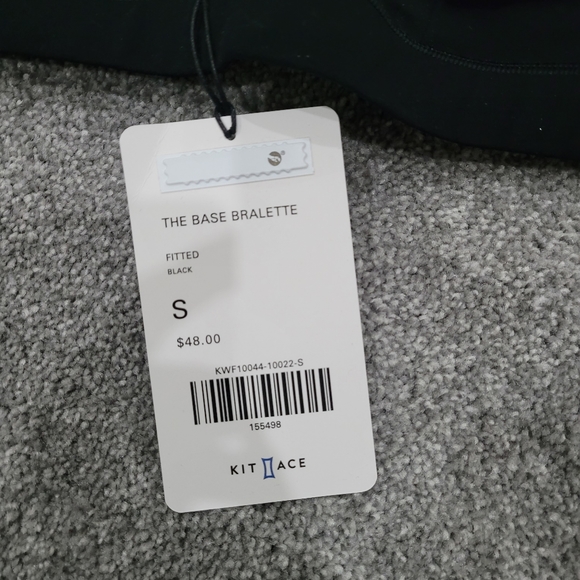 THE BASE BRALETTE
FITTED
BLACK
S
$48.00
KWF10044-10022-S
155498
KIT ACE